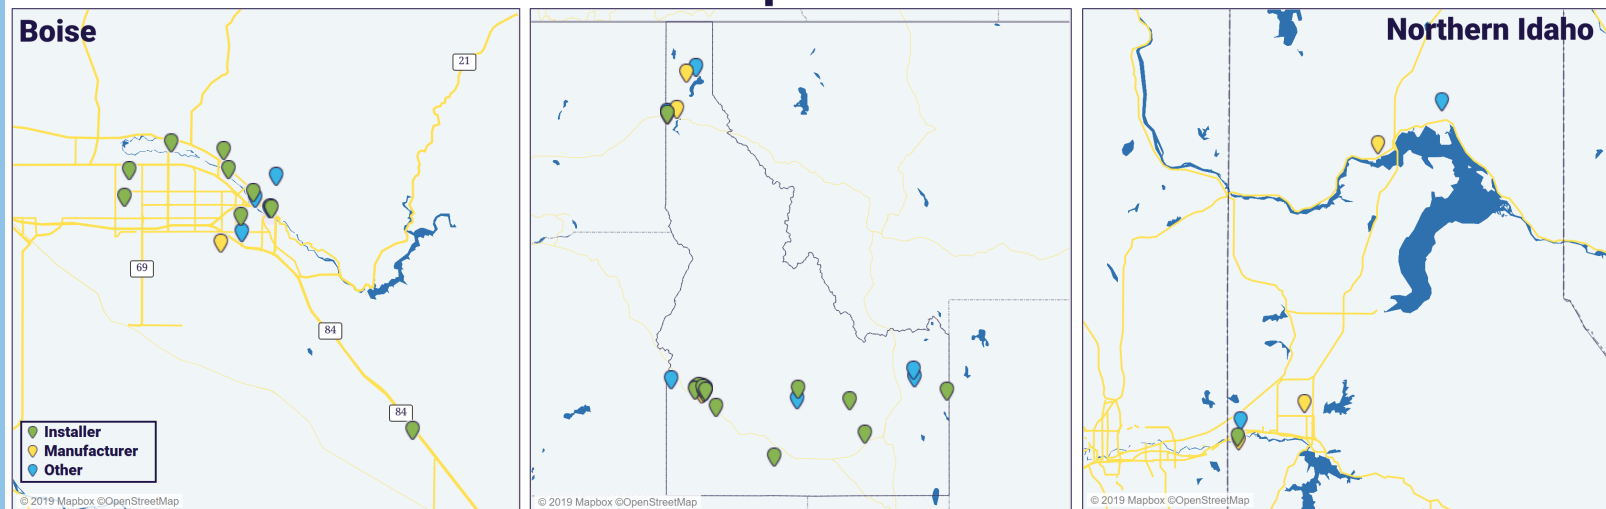 Boise
21
69
84
84
Installer
Manufacturer
Other
© 2019 Mapbox ©OpenStreetMap
© 2019 Mapbox ©OpenStreetMap
Northern Idaho
© 2019 Mapbox ©OpenStreetMap